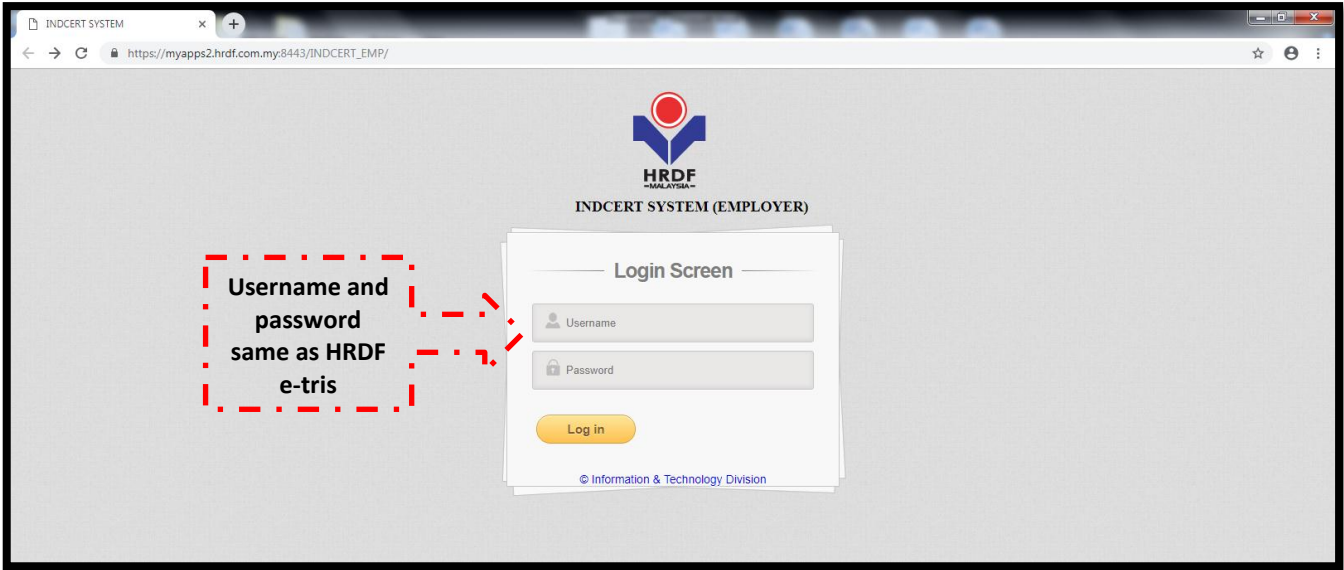 INDCERT SYSTEM
https://myapps2.hrdf.com.my:8443/INDCERT_EMP/
HRDF
-MALAYSIA-
INDCERT SYSTEM (EMPLOYER)
Login Screen
Username and
password
same as HRDF
e-tris
Username
Password
Log in
© Information & Technology Division